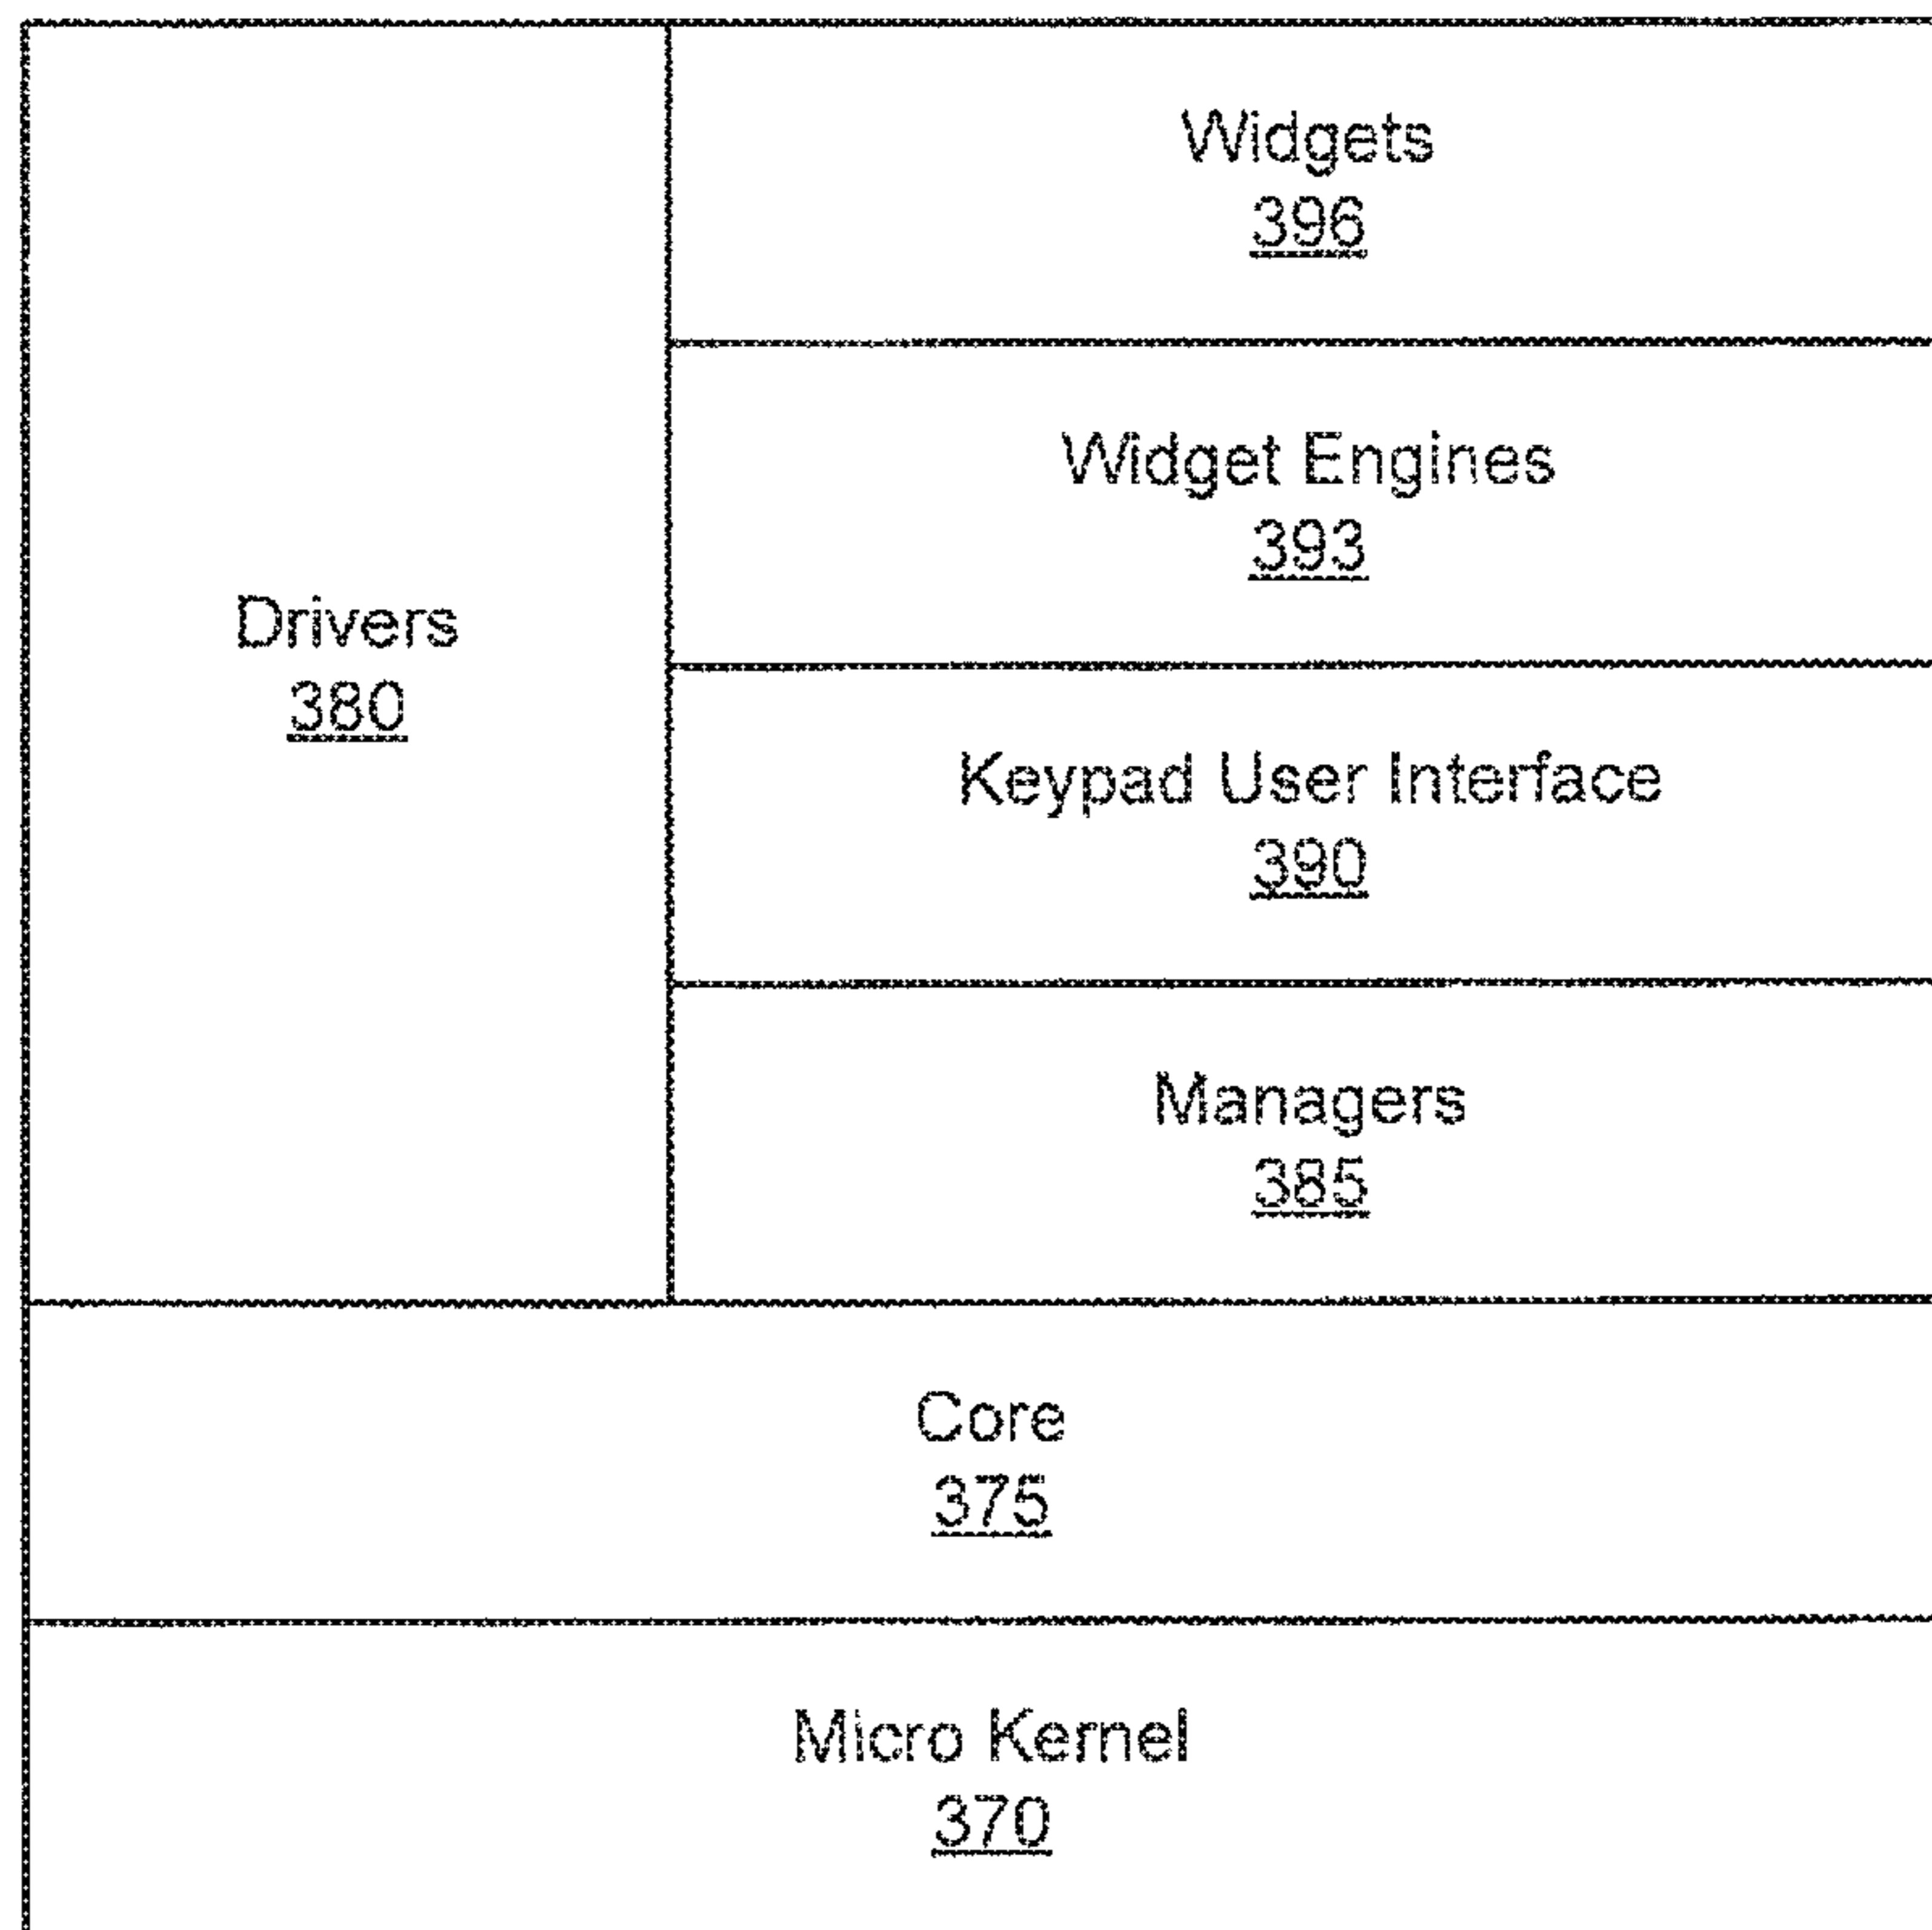 Widgets
396
Widget Engines
393
Drivers
380
Keypad User Interface
390
Managers
385
Core
375
Micro Kernel
370